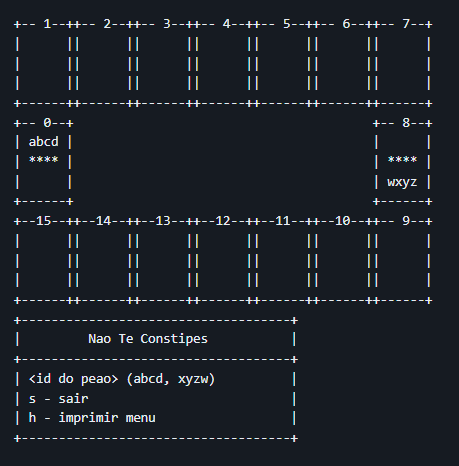 +-- 1--++-- 2--++-- 3--++-- 4--++-- 5--++-- 6--++-- 7--+
|      ||      ||      ||      ||      ||      ||      |
|      ||      ||      ||      ||      ||      ||      |
|      ||      ||      ||      ||      ||      ||      |
+------++------++------++------++------++------++------+
+-- 0--+                                        +-- 8--+
| abcd |                                        |      |
| **** |                                        | **** |
|      |                                        | wxyz |
+------+                                        +------+
+--15--++--14--++--13--++--12--++--11--++--10--++-- 9--+
|      ||      ||      ||      ||      ||      ||      |
|      ||      ||      ||      ||      ||      ||      |
|      ||      ||      ||      ||      ||      ||      |
+------++------++------++------++------++------++------+
+------------------------------------+
|         Nao Te Constipes           |
+------------------------------------+
| <id do peao> (abcd, xyzw)          |
| s - sair                           |
| h - imprimir menu                  |
+------------------------------------+